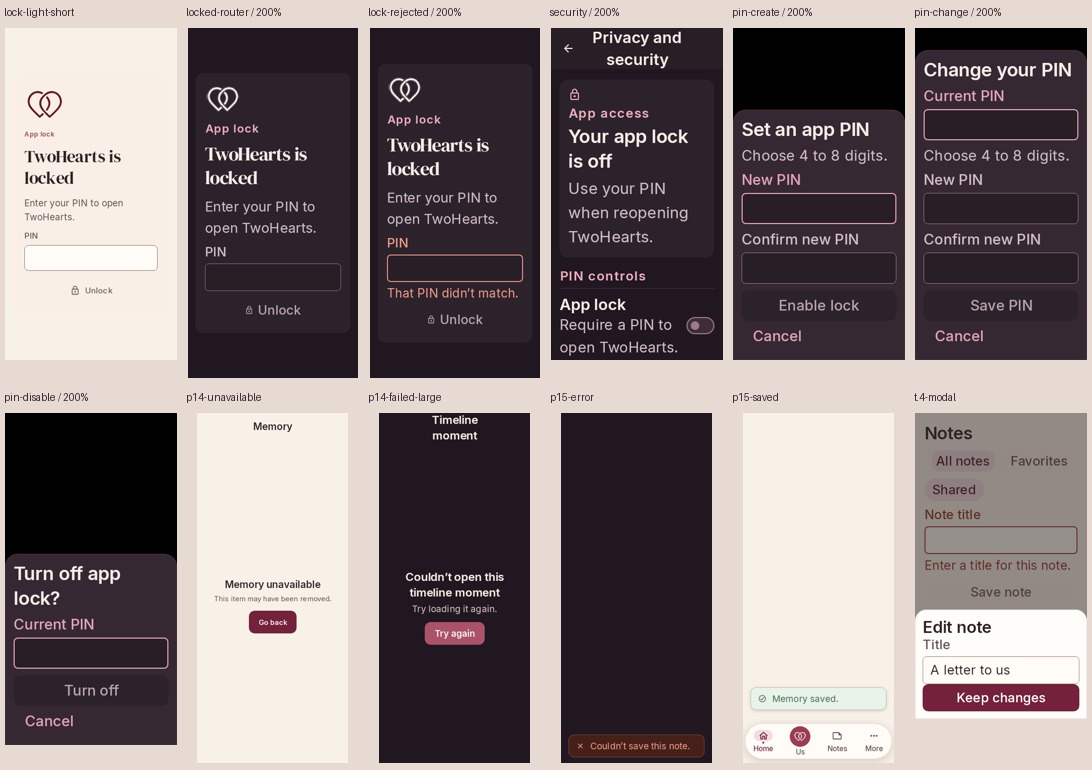 lock-light-short
App lock
TwoHearts is
locked
Enter your PIN to open
TwoHearts.
PIN
Unlock
locked-router / 200%
App lock
TwoHearts is
locked
Enter your PIN to
open TwoHearts.
PIN
Unlock
lock-rejected / 200%
App lock
TwoHearts is
locked
Enter your PIN to
open TwoHearts.
PIN
That PIN didn’t match.
Unlock
security / 200%
Privacy and
security
App access
Your app lock
is off
Use your PIN
when reopening
TwoHearts.
PIN controls
App lock
Require a PIN to
open TwoHearts.
pin-create / 200%
Set an app PIN
Choose 4 to 8 digits.
New PIN
Confirm new PIN
Enable lock
Cancel
pin-change / 200%
Change your PIN
Current PIN
Choose 4 to 8 digits.
New PIN
Confirm new PIN
Save PIN
Cancel
pin-disable / 200%
Turn off app
lock?
Current PIN
Turn off
Cancel
p14-unavailable
Memory
Memory unavailable
This item may have been removed.
Go back
p14-failed-large
Timeline
moment
Couldn’t open this
timeline moment
Try loading it again.
Try again
p15-error
Couldn’t save this note.
p15-saved
Memory saved.
Home
Us
Notes
More
t4-modal
Notes
All notes
Favorites
Shared
Note title
Enter a title for this note.
Save note
Edit note
Title
A letter to us
Keep changes